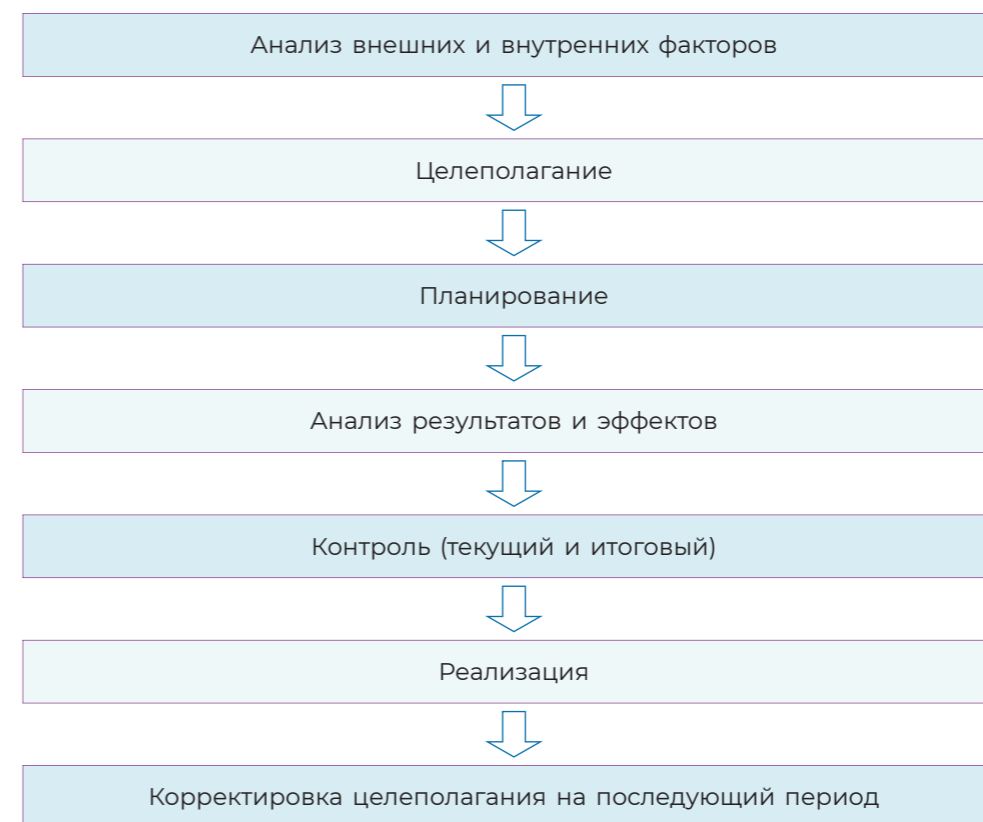 Анализ внешних и внутренних факторов
Целеполагание
Планирование
Анализ результатов и эффектов
Контроль (текущий и итоговый)
Реализация
Корректировка целеполагания на последующий период